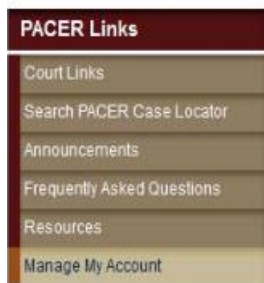 PACER Links
Court Links
Search PACER Case Locator
Announcements
Frequently Asked Questions
Resources
Manage My Account